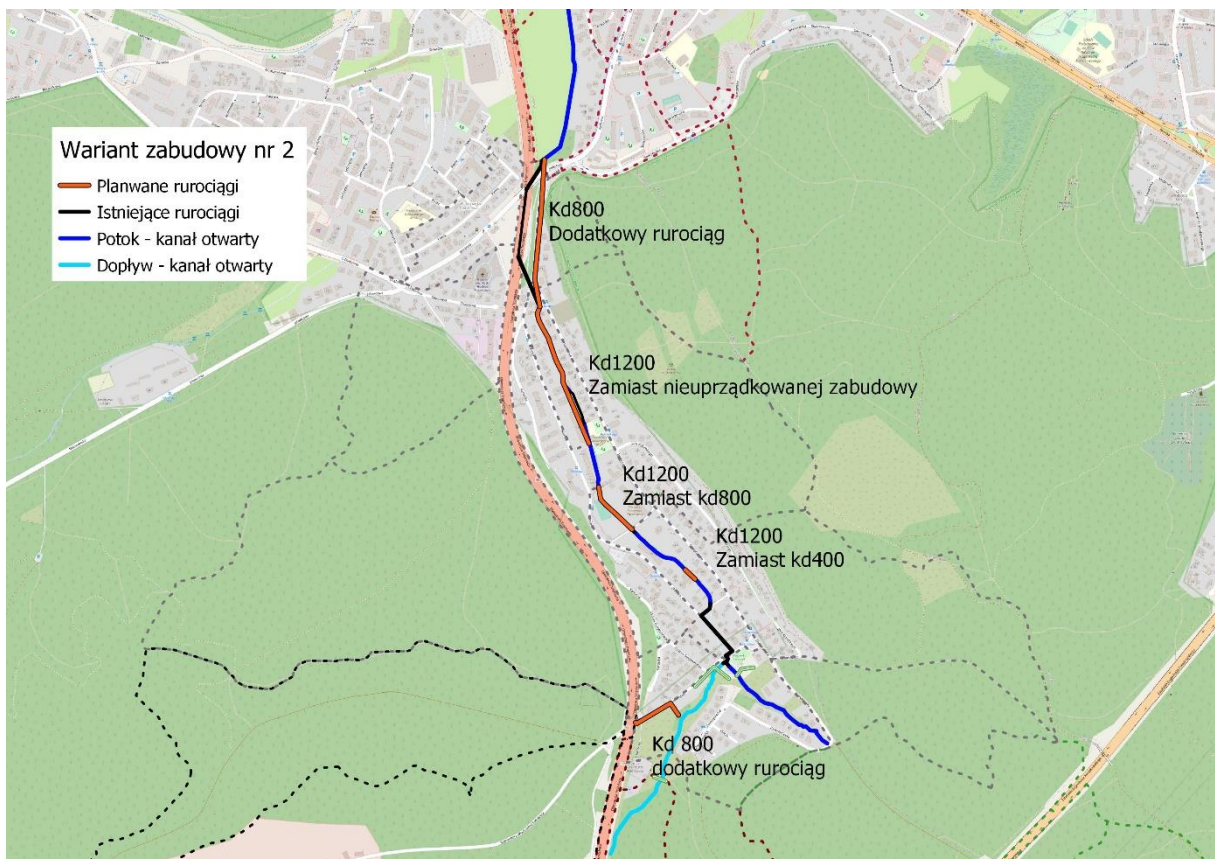 Wariant zabudowy nr 2
Planwane rurociągi
Istniejące rurociągi
Potok - kanał otwarty
Dopływ - kanał otwarty
Kd800
Dodatkowy rurociąg
Kd1200
Zamiast nieuprządkowanej zabudowy
Kd1200
Zamiast kd800
Kd1200
Zamiast kd400
Kd 800
dodatkowy rurociąg